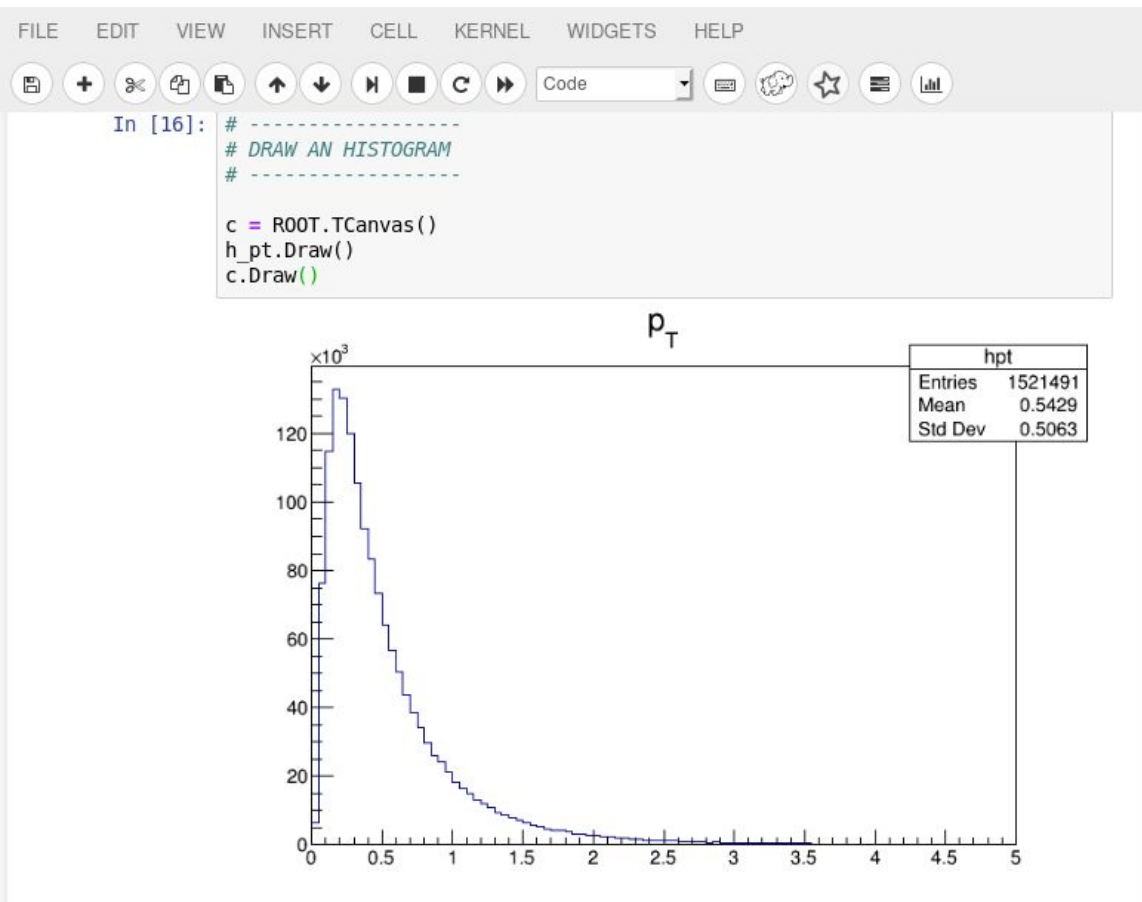 FILE EDIT VIEW INSERT CELL KERNEL WIDGETS HELP
Code
In [16]: # ------------------
# DRAW AN HISTOGRAM
# ------------------
c = ROOT.TCanvas()
h_pt.Draw()
c.Draw()
p_T
×10³
hpt
Entries 1521491
Mean 0.5429
Std Dev 0.5063
120
100
80
60
40
20
0
0 0.5 1 1.5 2 2.5 3 3.5 4 4.5 5